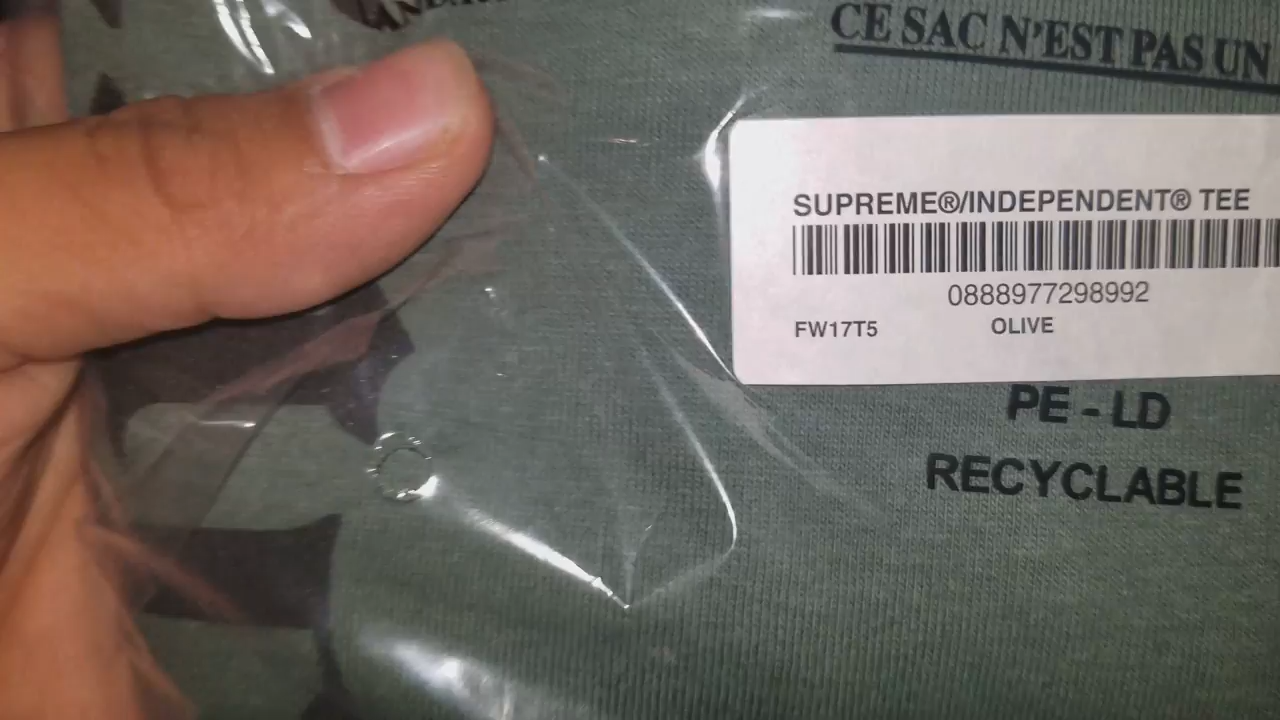 CE SAC N'EST PAS UN
SUPREME®/INDEPENDENT® TEE
0888977298992
FW17T5 OLIVE
PE - LD
RECYCLABLE